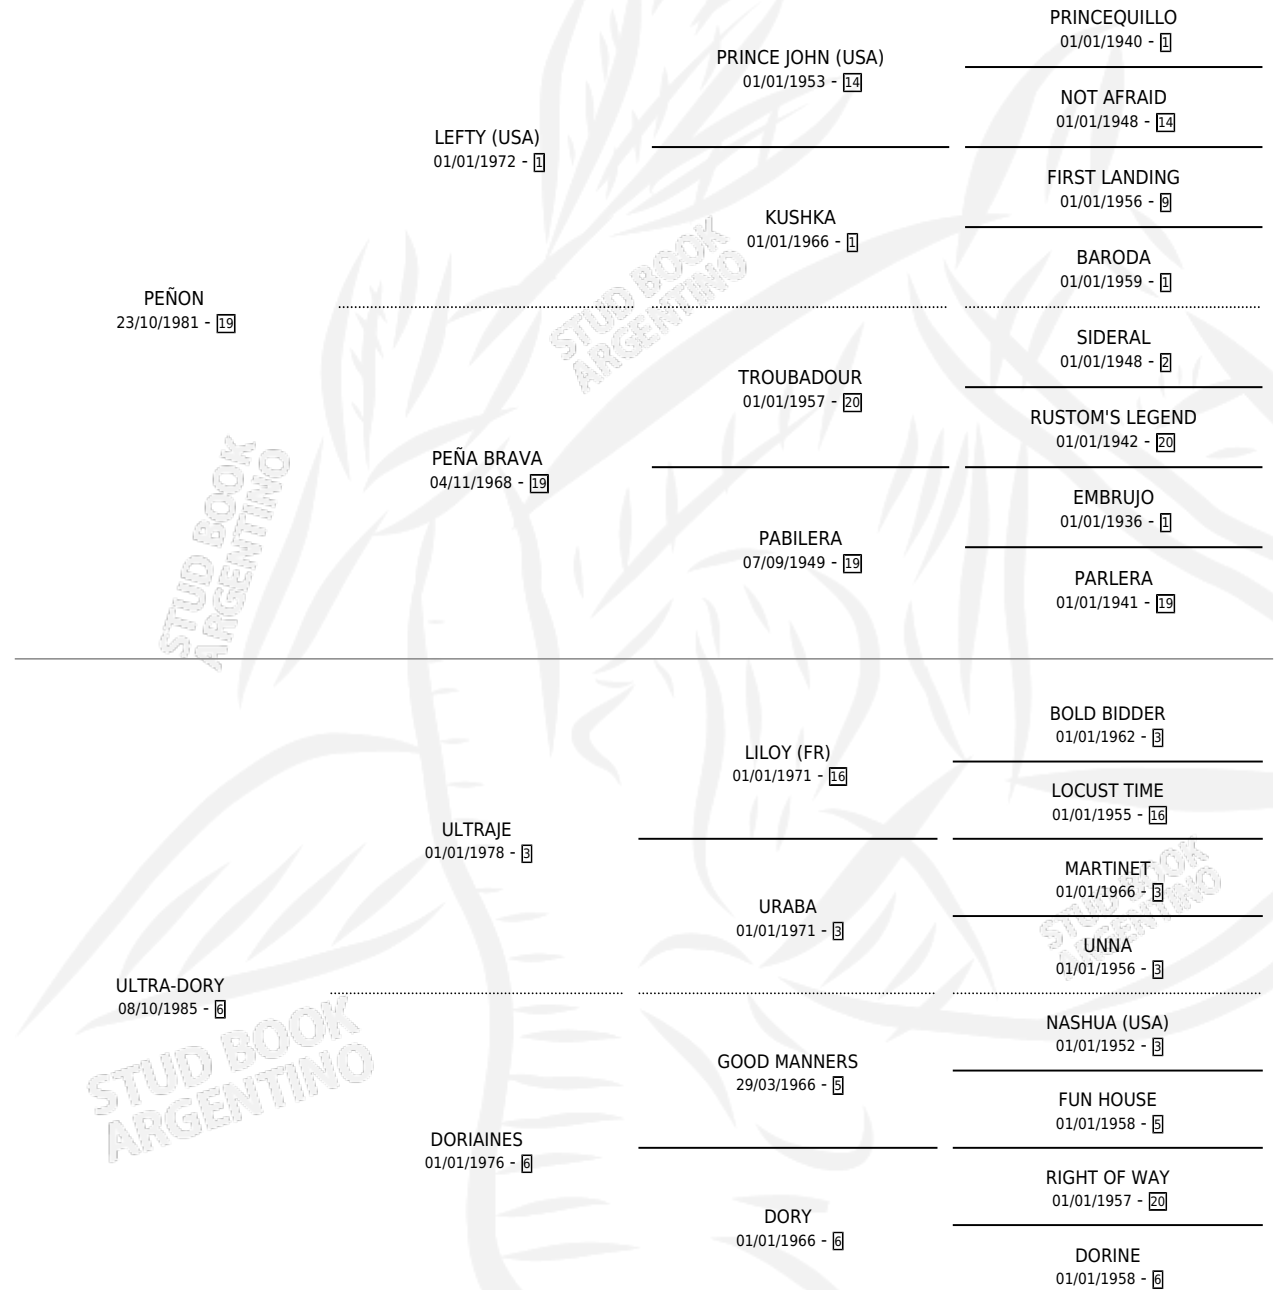 PRINCEQUILLO
01/01/1940 - 1
PRINCE JOHN (USA)
01/01/1953 - 14
NOT AFRAID
01/01/1948 - 14
LEFTY (USA)
01/01/1972 - 1
FIRST LANDING
01/01/1956 - 9
KUSHKA
01/01/1966 - 1
BARODA
01/01/1959 - 1
PEÑON
23/10/1981 - 19
STUD BOOK
ARGENTINO
SIDERAL
01/01/1948 - 2
TROUBADOUR
01/01/1957 - 20
RUSTOM'S LEGEND
01/01/1942 - 20
PEÑA BRAVA
04/11/1968 - 19
EMBRUJO
01/01/1936 - 1
PABILERA
07/09/1949 - 19
PARLERA
01/01/1941 - 19
STUD BOOK
ARGENTINO
BOLD BIDDER
01/01/1962 - 3
LILOY (FR)
01/01/1971 - 16
LOCUST TIME
01/01/1955 - 16
ULTRAJE
01/01/1978 - 3
MARTINET
01/01/1966 - 3
URABA
01/01/1971 - 3
UNNA
01/01/1956 - 3
STUD BOOK
ARGENTINO
ULTRA-DORY
08/10/1985 - 6
NASHUA (USA)
01/01/1952 - 3
GOOD MANNERS
29/03/1966 - 5
FUN HOUSE
01/01/1958 - 5
STUD BOOK
ARGENTINO
DORIAINES
01/01/1976 - 6
RIGHT OF WAY
01/01/1957 - 20
DORY
01/01/1966 - 6
DORINE
01/01/1958 - 6